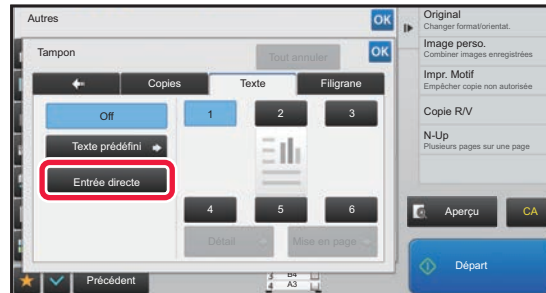 Autres
OK
Tampon
Tout annuler
OK
Copies
Texte
Filigrane
Off
Texte prédéfini
Entrée directe
1
2
3
4
5
6
Détail
Mise en page
Précédent
3 B4
4 A3
Original
Changer format/orientat.
Image perso.
Combiner images enregistrées
Impr. Motif
Empêcher copie non autorisée
Copie R/V
N-Up
Plusieurs pages sur une page
Aperçu
CA
Départ